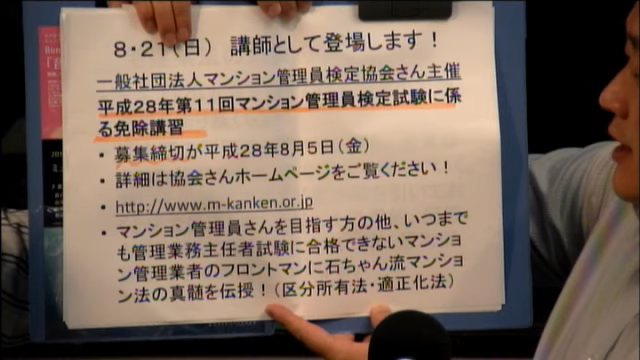 8・21(日) 講師として登場します!
一般社団法人マンション管理員検定協会さん主催
平成28年第11回マンション管理員検定試験に係
る免除講習
・ 募集締切が平成28年8月5日(金)
・ 詳細は協会さんホームページをご覧ください!
・ http://www.m-kanken.or.jp
・ マンション管理員さんを目指す方の他、いつまで
も管理業務主任者試験に合格できないマンショ
ン管理業者のフロントマンに石ちゃん流マンショ
ン法の真髄を伝授!(区分所有法・適正化法)